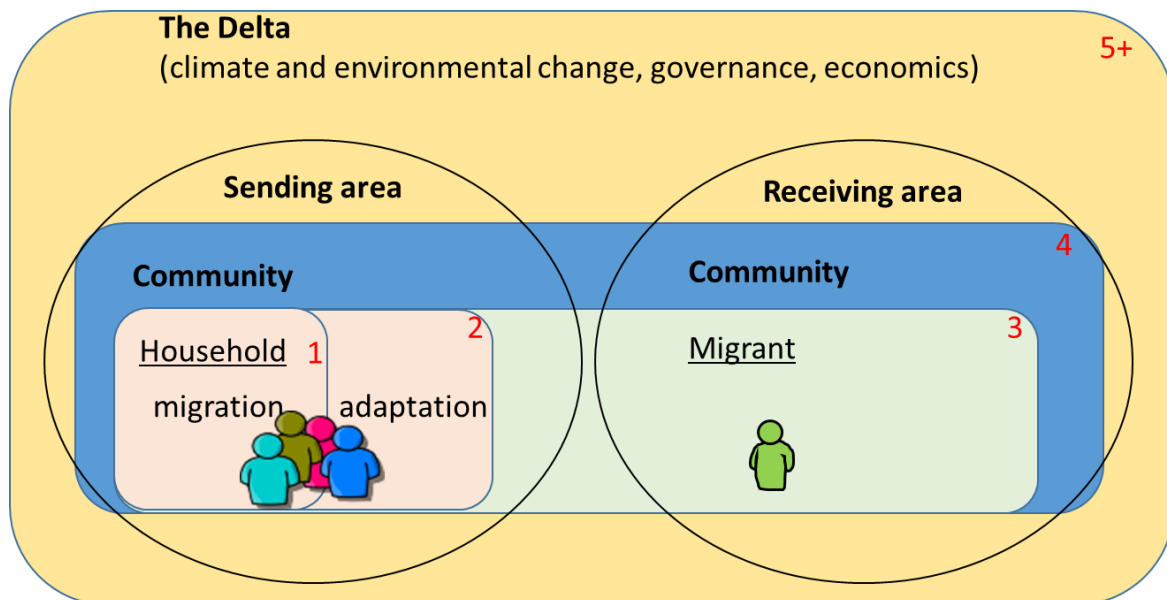 The Delta
(climate and environmental change, governance, economics)
5+
Sending area
Receiving area
4
Community
Community
2
3
Household
1
Migrant
migration
adaptation